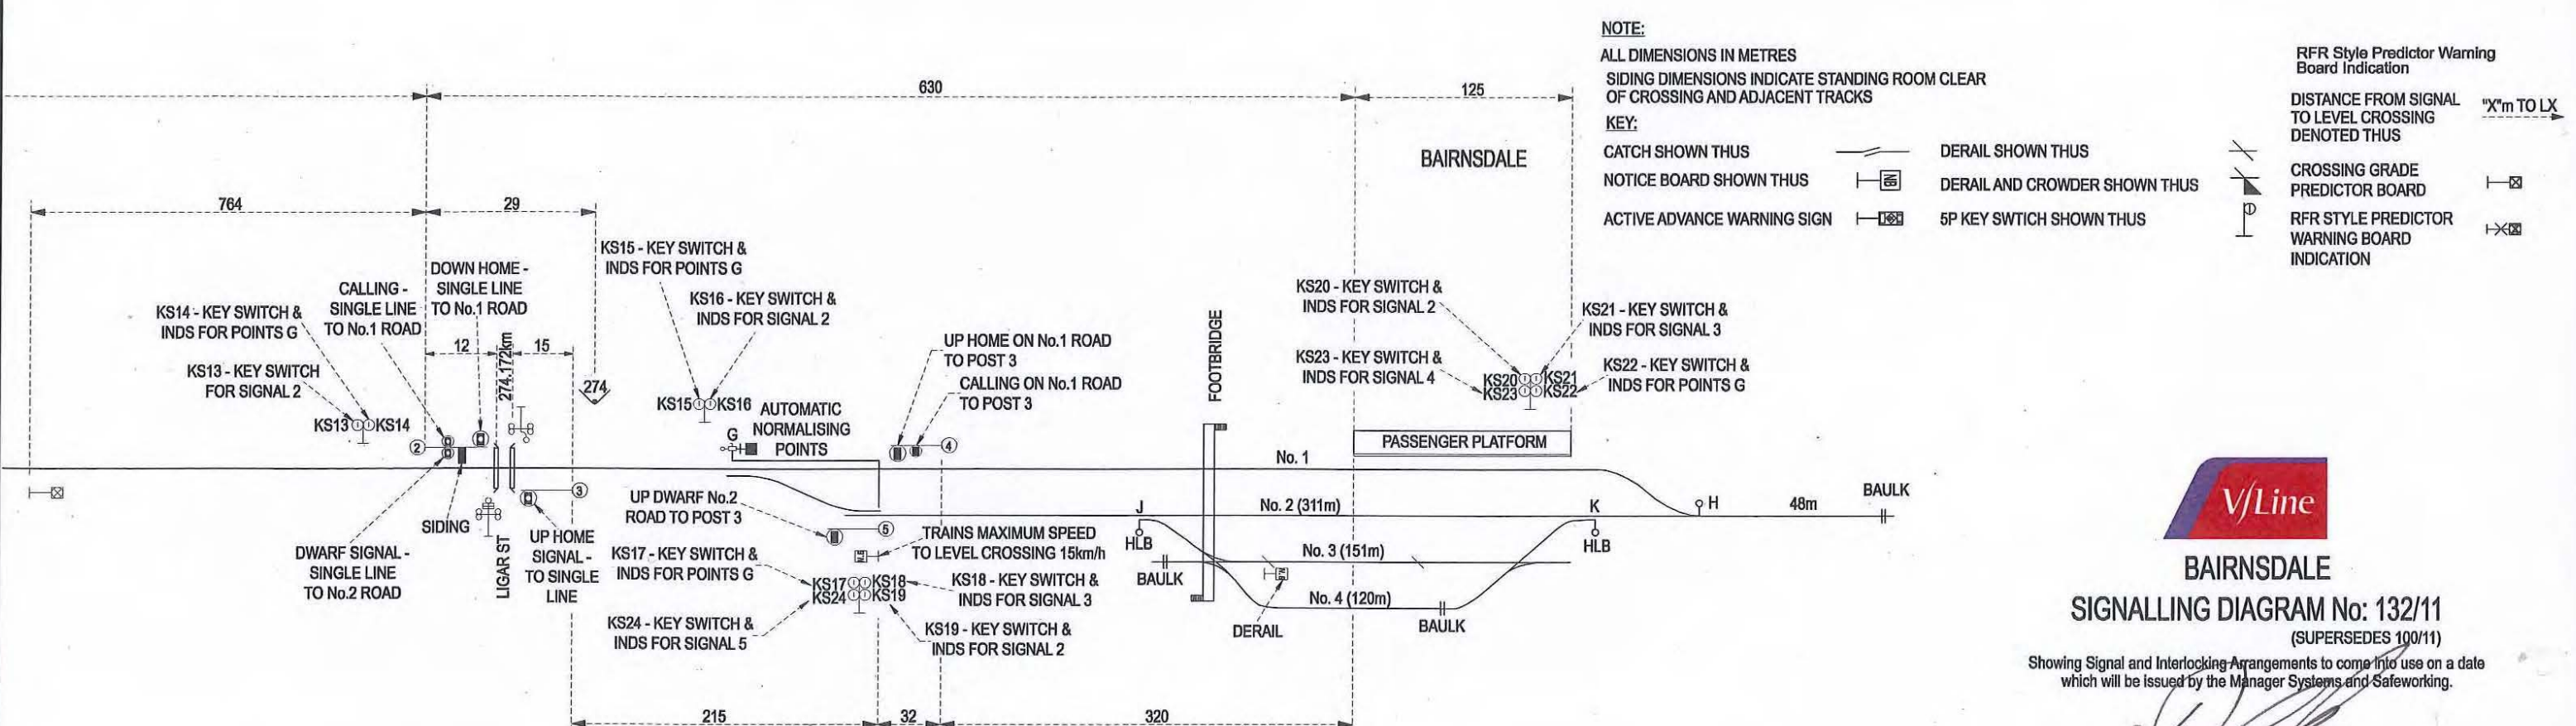 630
125
BAIRNSDALE
764
29
NOTE:
ALL DIMENSIONS IN METRES
SIDING DIMENSIONS INDICATE STANDING ROOM CLEAR
OF CROSSING AND ADJACENT TRACKS
KEY:
CATCH SHOWN THUS
DERAIL SHOWN THUS
NOTICE BOARD SHOWN THUS
NB
DERAIL AND CROWDER SHOWN THUS
ACTIVE ADVANCE WARNING SIGN
5P KEY SWTICH SHOWN THUS
RFR Style Predictor Warning
Board Indication
DISTANCE FROM SIGNAL
TO LEVEL CROSSING
DENOTED THUS
"X"m TO LX
CROSSING GRADE
PREDICTOR BOARD
RFR STYLE PREDICTOR
WARNING BOARD
INDICATION
KS14 - KEY SWITCH &
INDS FOR POINTS G
CALLING -
SINGLE LINE
TO No.1 ROAD
DOWN HOME -
SINGLE LINE
TO No.1 ROAD
KS13 - KEY SWITCH
FOR SIGNAL 2
KS13
KS14
12
274.172km
15
274
2
SIDING
3
DWARF SIGNAL -
SINGLE LINE
TO No.2 ROAD
LIGAR ST
UP HOME
SIGNAL -
TO SINGLE
LINE
KS15 - KEY SWITCH &
INDS FOR POINTS G
KS16 - KEY SWITCH &
INDS FOR SIGNAL 2
KS15
KS16
G
AUTOMATIC
NORMALISING
POINTS
UP HOME ON No.1 ROAD
TO POST 3
CALLING ON No.1 ROAD
TO POST 3
4
UP DWARF No.2
ROAD TO POST 3
5
TRAINS MAXIMUM SPEED
TO LEVEL CROSSING 15km/h
KS17 - KEY SWITCH &
INDS FOR POINTS G
KS17
KS18
KS24
KS19
KS18 - KEY SWITCH &
INDS FOR SIGNAL 3
KS24 - KEY SWITCH &
INDS FOR SIGNAL 5
KS19 - KEY SWITCH &
INDS FOR SIGNAL 2
FOOTBRIDGE
KS20 - KEY SWITCH &
INDS FOR SIGNAL 2
KS21 - KEY SWITCH &
INDS FOR SIGNAL 3
KS23 - KEY SWITCH &
INDS FOR SIGNAL 4
KS22 - KEY SWITCH &
INDS FOR POINTS G
KS20
KS21
KS23
KS22
PASSENGER PLATFORM
No. 1
J
No. 2 (311m)
K
H
48m
BAULK
HLB
No. 3 (151m)
HLB
BAULK
No. 4 (120m)
DERAIL
BAULK
215
32
320
V/Line
BAIRNSDALE
SIGNALLING DIAGRAM No: 132/11
(SUPERSEDES 100/11)
Showing Signal and Interlocking Arrangements to come into use on a date
which will be issued by the Manager Systems and Safeworking.